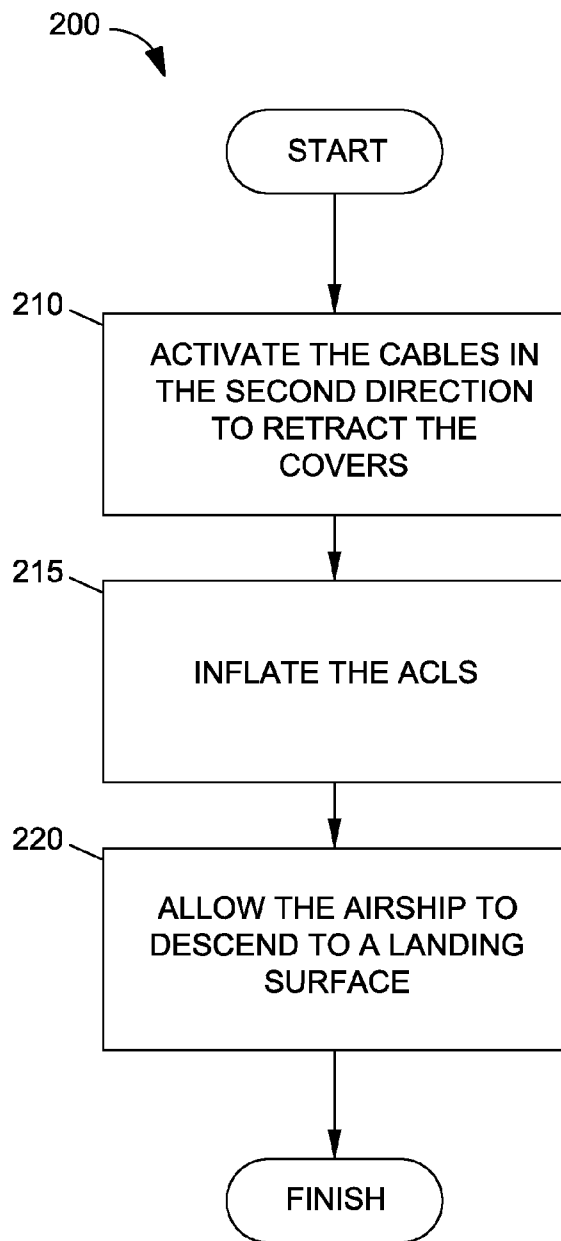 200
START
210
ACTIVATE THE CABLES IN
THE SECOND DIRECTION
TO RETRACT THE
COVERS
215
INFLATE THE ACLS
220
ALLOW THE AIRSHIP TO
DESCEND TO A LANDING
SURFACE
FINISH